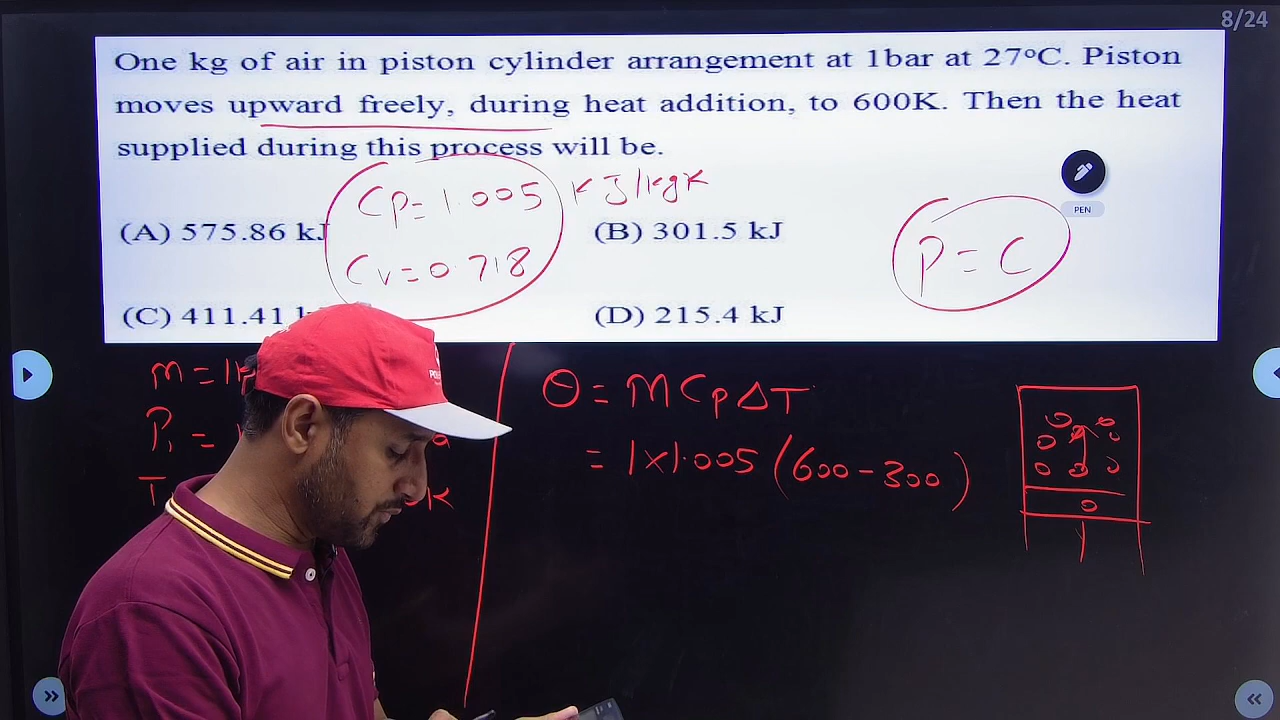 8/24
One kg of air in piston cylinder arrangement at 1bar at 27°C. Piston
moves upward freely, during heat addition, to 600K. Then the heat
supplied during this process will be.
Cp = 1.005 KJ/kgK
(A) 575.86 kJ
(B) 301.5 kJ
P = C
PEN
Cv = 0.718
(C) 411.41
(D) 215.4 kJ
m = 1
P1 =
T
K
Q = M Cp ΔT
= 1×1.005 (600-300)